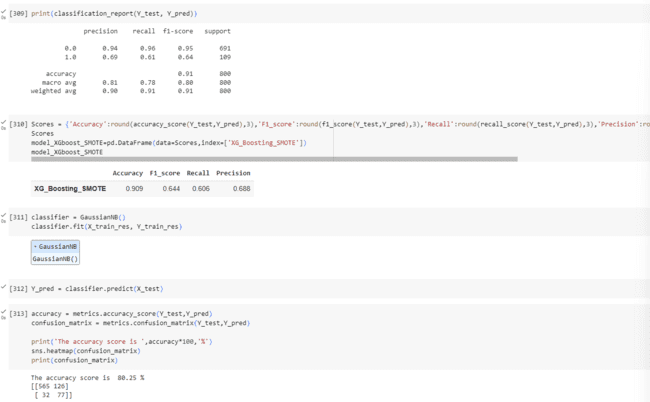 [309] print(classification_report(Y_test, Y_pred))
precision recall f1-score support
0.0 0.94 0.96 0.95 691
1.0 0.69 0.61 0.64 109
accuracy 0.91 800
macro avg 0.81 0.78 0.80 800
weighted avg 0.90 0.91 0.91 800
[310] Scores = {'Accuracy':round(accuracy_score(Y_test,Y_pred),3),'F1_score':round(f1_score(Y_test,Y_pred),3),'Recall':round(recall_score(Y_test,Y_pred),3),'Precision':ro
Scores
model_XGboost_SMOTE=pd.DataFrame(data=Scores,index=['XG_Boosting_SMOTE'])
model_XGboost_SMOTE
Accuracy F1_score Recall Precision
XG_Boosting_SMOTE 0.909 0.644 0.606 0.688
[311] classifier = GaussianNB()
classifier.fit(X_train_res, Y_train_res)
GaussianNB
GaussianNB()
[312] Y_pred = classifier.predict(X_test)
[313] accuracy = metrics.accuracy_score(Y_test,Y_pred)
confusion_matrix = metrics.confusion_matrix(Y_test,Y_pred)
print('The accuracy score is ',accuracy*100,'%')
sns.heatmap(confusion_matrix)
print(confusion_matrix)
The accuracy score is 80.25 %
[[565 126]
[ 32 77]]